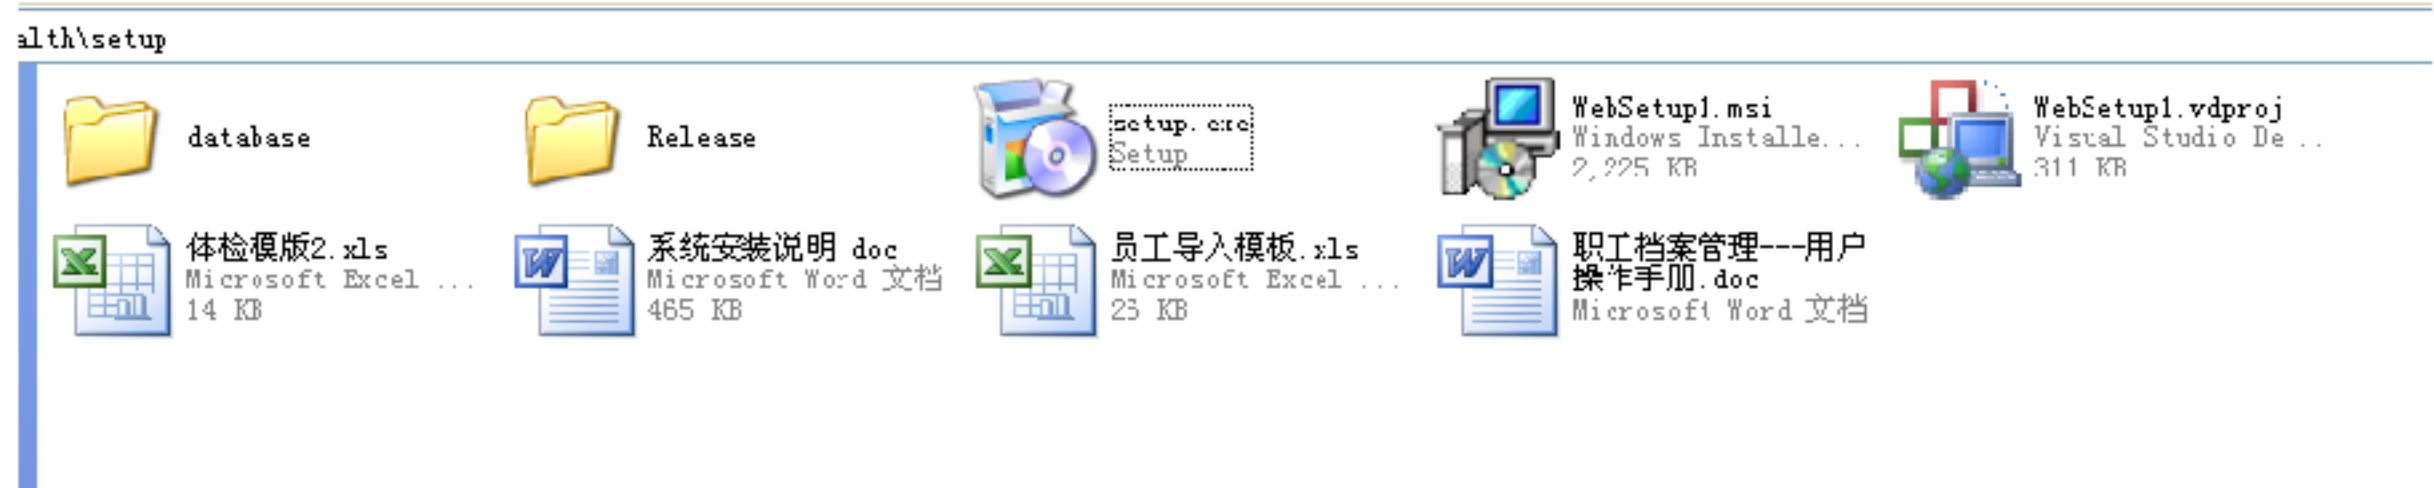 alth\setup
database
Release
setup.exe
Setup
WebSetup1.msi
Windows Installe...
2,225 KB
WebSetup1.vdproj
Visual Studio De...
311 KB
体检模版2.xls
Microsoft Excel ...
14 KB
系统安装说明.doc
Microsoft Word 文档
465 KB
员工导入模板.xls
Microsoft Excel ...
23 KB
职工档案管理---用户
操作手册.doc
Microsoft Word 文档